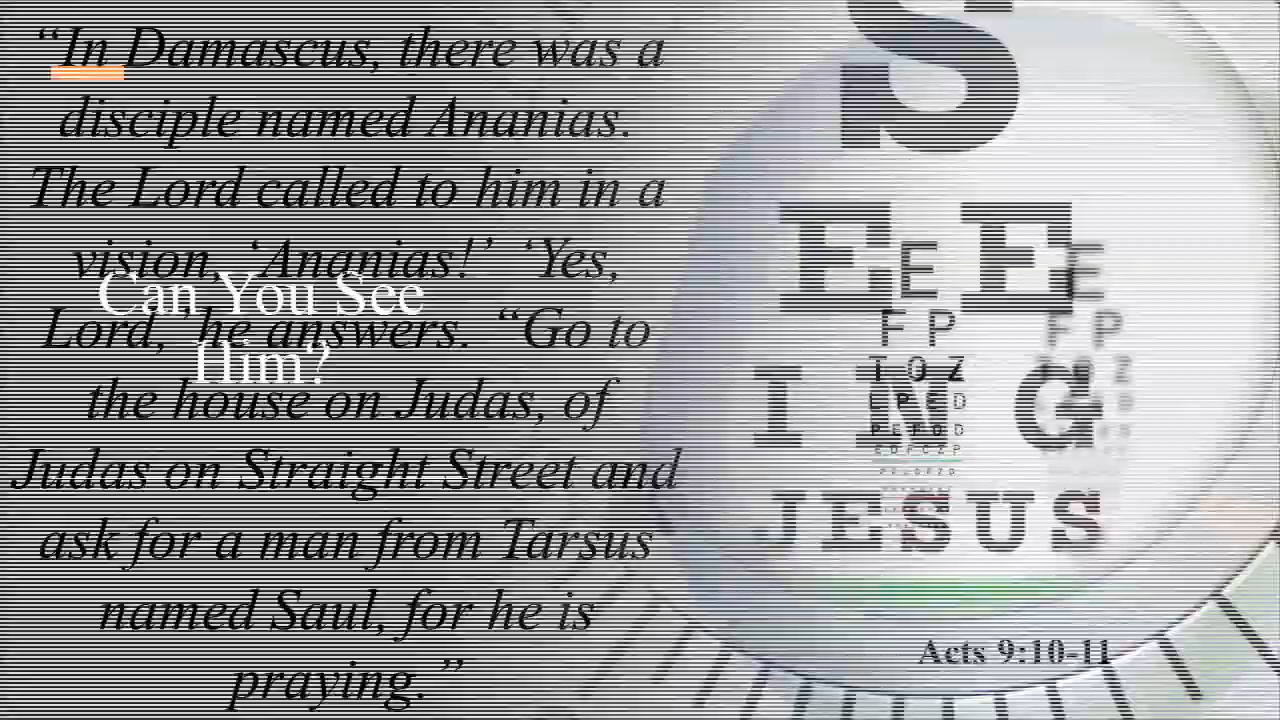 “In Damascus, there was a
disciple named Ananias.
The Lord called to him in a
vision, ‘Ananias!’ ‘Yes,
Lord,’ he answers. “Go to
the house on Judas, of
Judas on Straight Street and
ask for a man from Tarsus
named Saul, for he is
praying.”
Can You See
Him?
S
E E
I N G
JESUS
E
F P
T O Z
L P E D
P E F O D
E D F C Z P
E
F P
Acts 9:10-11